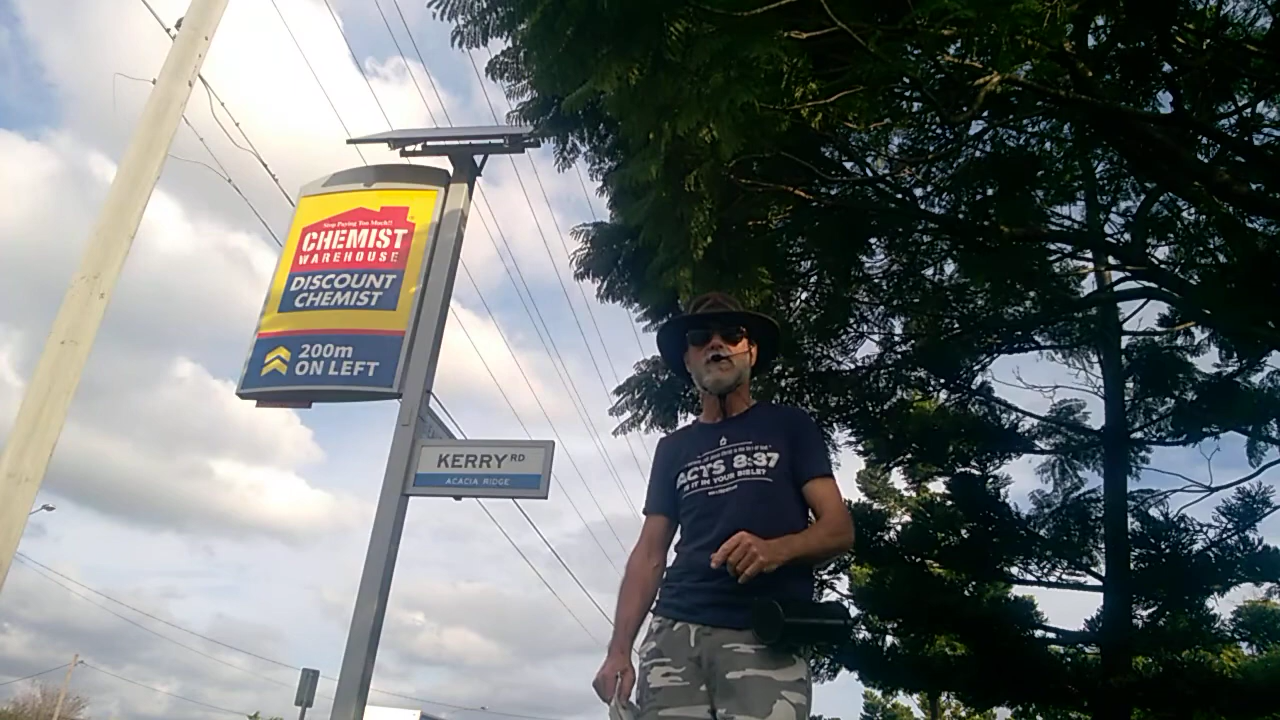 Stop Paying Too Much!!
CHEMIST
WAREHOUSE
DISCOUNT
CHEMIST
200m
ON LEFT
KERRY RD
ACACIA RIDGE
ACTS 8:37
IS IT IN YOUR BIBLE?